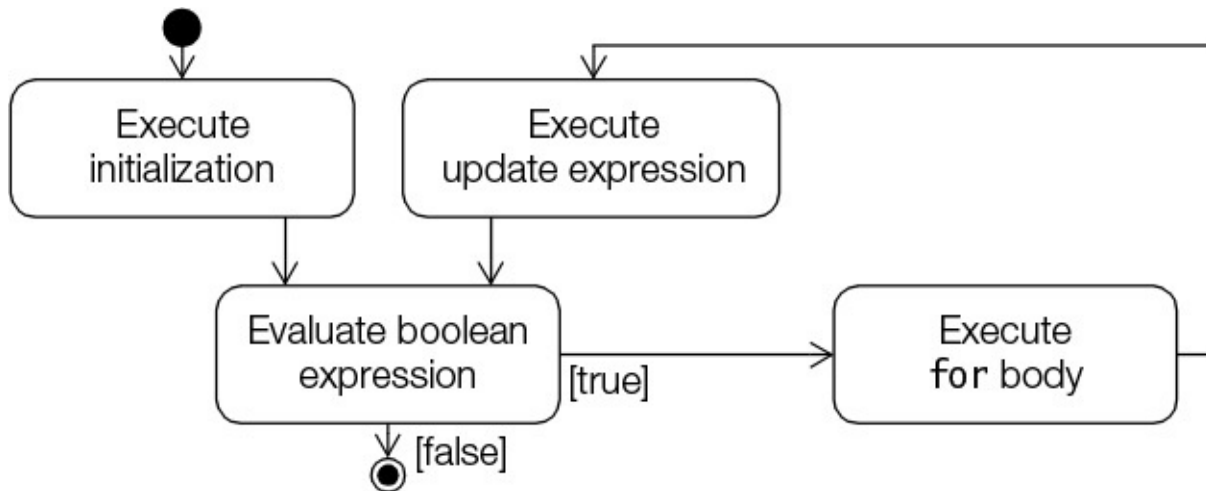 Execute
initialization
Execute
update expression
Evaluate boolean
expression
[true]
Execute
for body
[false]